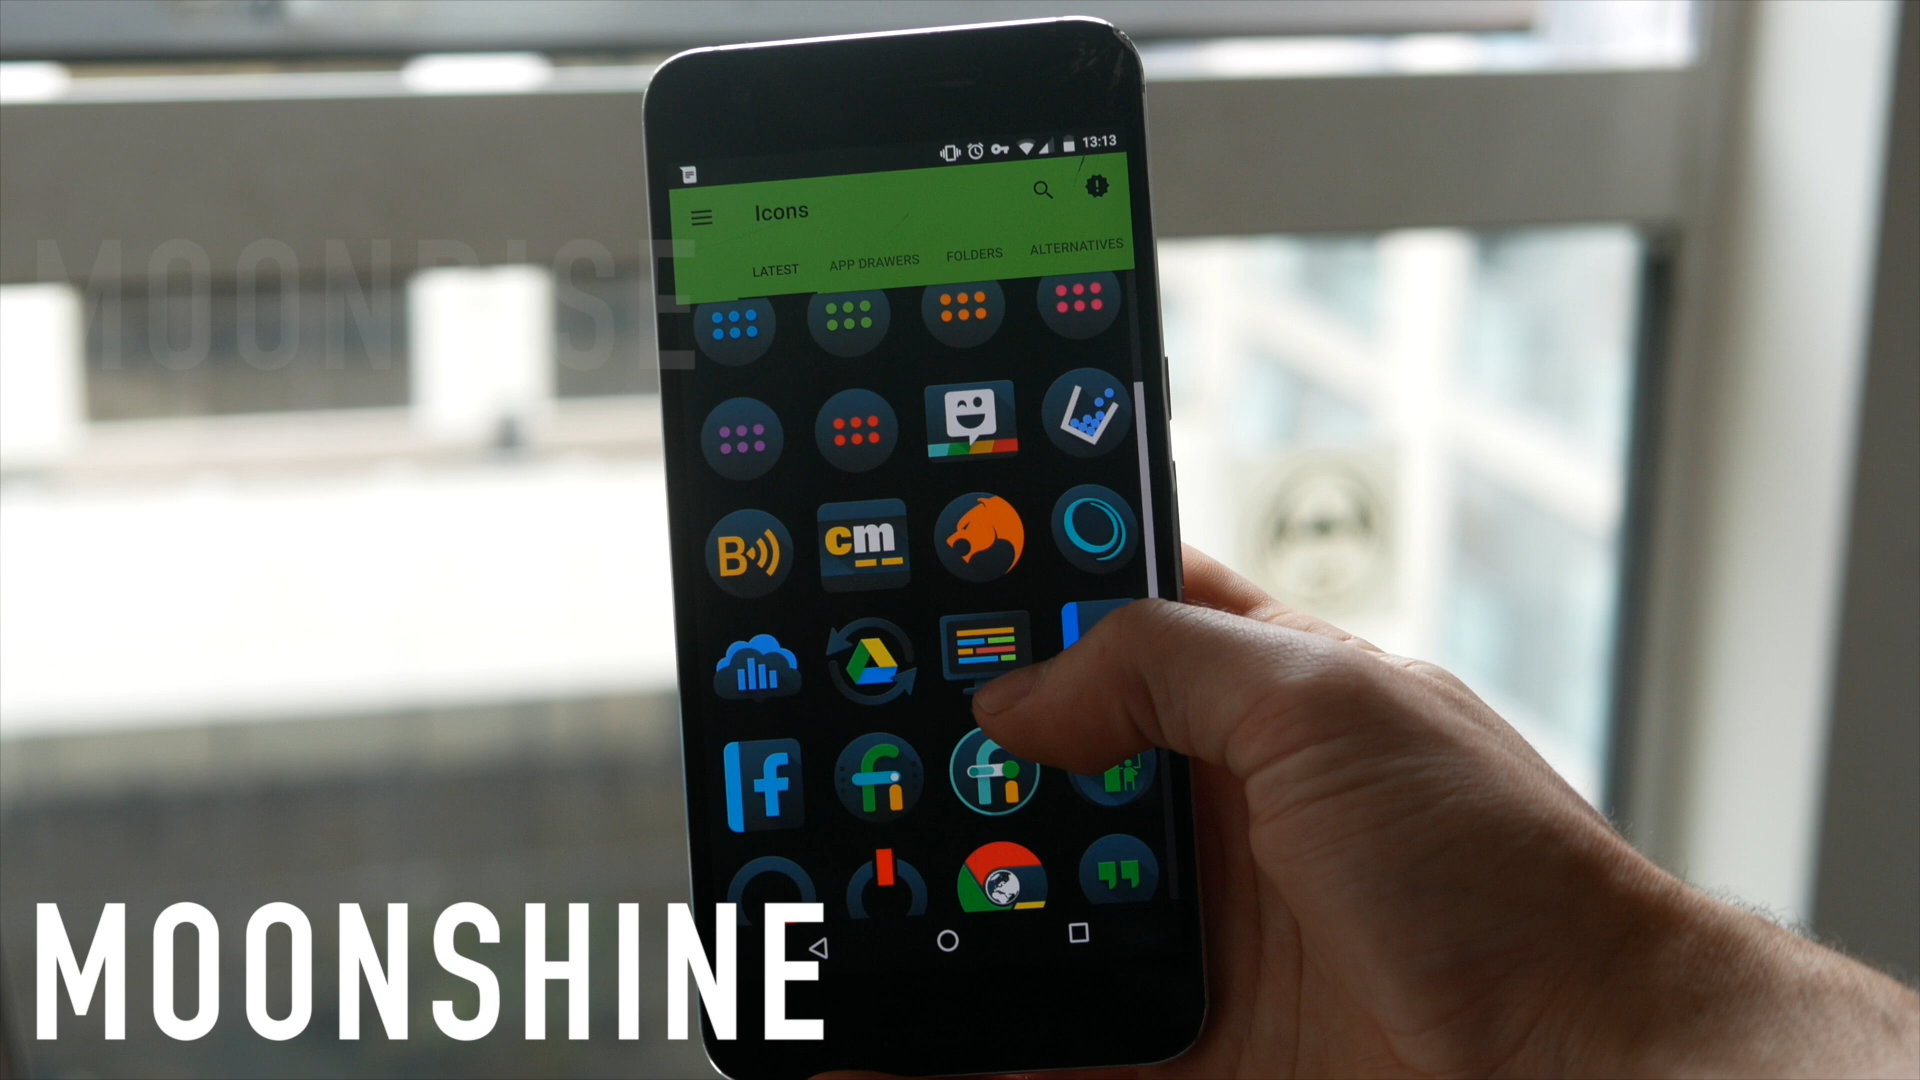 13:13
Icons
LATEST APP DRAWERS FOLDERS ALTERNATIVES
MOONRISE
B
cm
f
fi fi
MOONSHINE